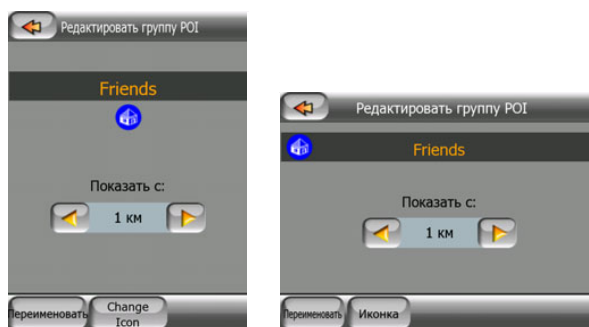 Редактировать группу POI
Friends
Показать с:
1 км
Переименовать
Change
Icon
Редактировать группу POI
Friends
Показать с:
1 км
Переименовать
Иконка